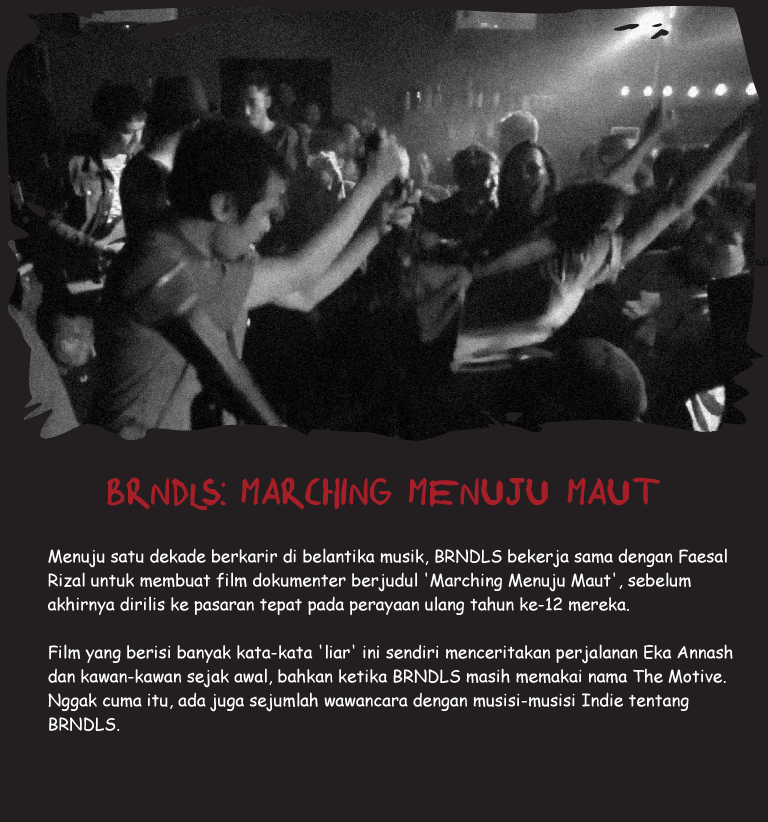 BRNDLS: MARCHING MENUJU MAUT
Menuju satu dekade berkarir di belantika musik, BRNDLS bekerja sama dengan Faesal
Rizal untuk membuat film dokumenter berjudul 'Marching Menuju Maut', sebelum
akhirnya dirilis ke pasaran tepat pada perayaan ulang tahun ke-12 mereka.
Film yang berisi banyak kata-kata 'liar' ini sendiri menceritakan perjalanan Eka Annash
dan kawan-kawan sejak awal, bahkan ketika BRNDLS masih memakai nama The Motive.
Nggak cuma itu, ada juga sejumlah wawancara dengan musisi-musisi Indie tentang
BRNDLS.